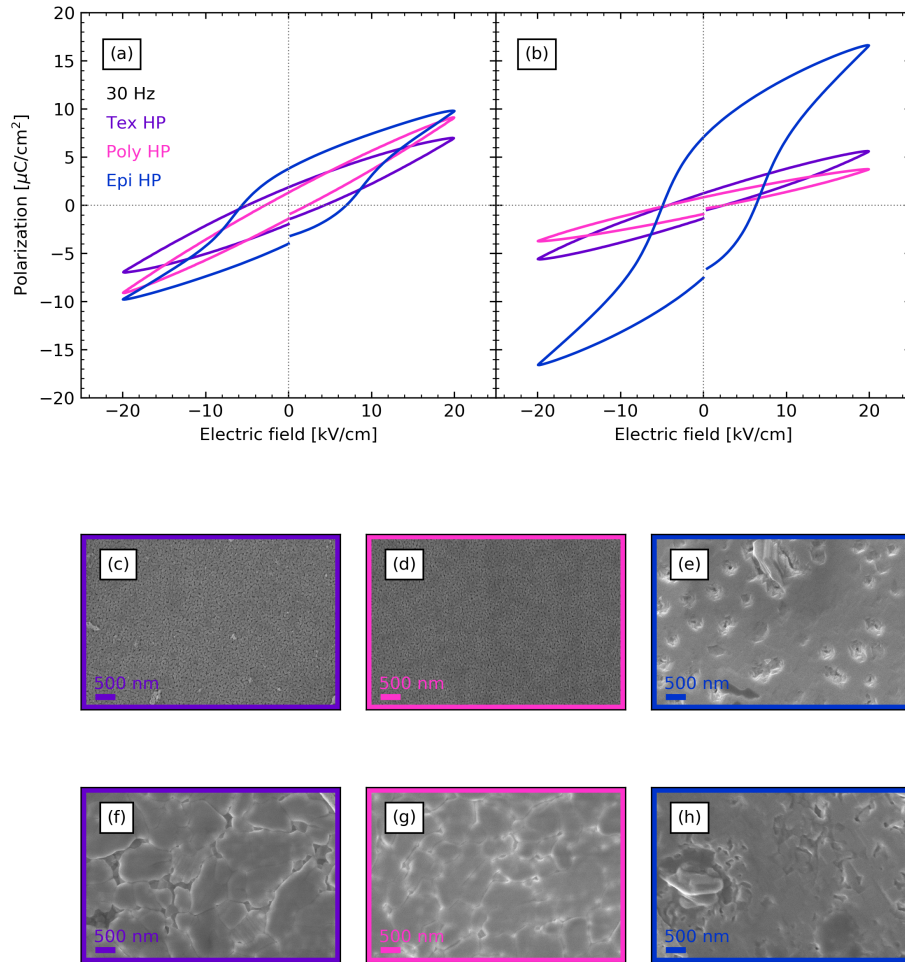 (a)
(b)
30 Hz
Tex HP
Poly HP
Epi HP
20
15
10
5
0
−5
−10
−15
−20
Polarization [μC/cm²]
−20 −10 0 10 20
−20 −10 0 10 20
Electric field [kV/cm]
Electric field [kV/cm]
(c)
500 nm
(d)
500 nm
(e)
500 nm
(f)
500 nm
(g)
500 nm
(h)
500 nm